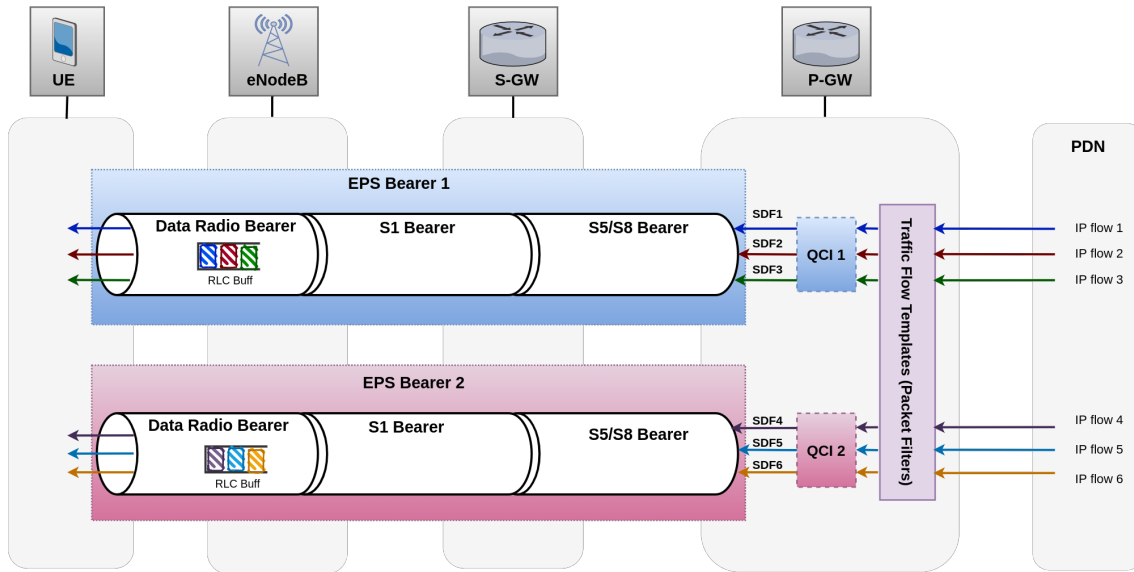 UE
eNodeB
S-GW
P-GW
PDN
EPS Bearer 1
Data Radio Bearer
S1 Bearer
S5/S8 Bearer
RLC Buff
SDF1
SDF2
SDF3
QCI 1
Traffic Flow Templates (Packet Filters)
IP flow 1
IP flow 2
IP flow 3
EPS Bearer 2
Data Radio Bearer
S1 Bearer
S5/S8 Bearer
RLC Buff
SDF4
SDF5
SDF6
QCI 2
IP flow 4
IP flow 5
IP flow 6